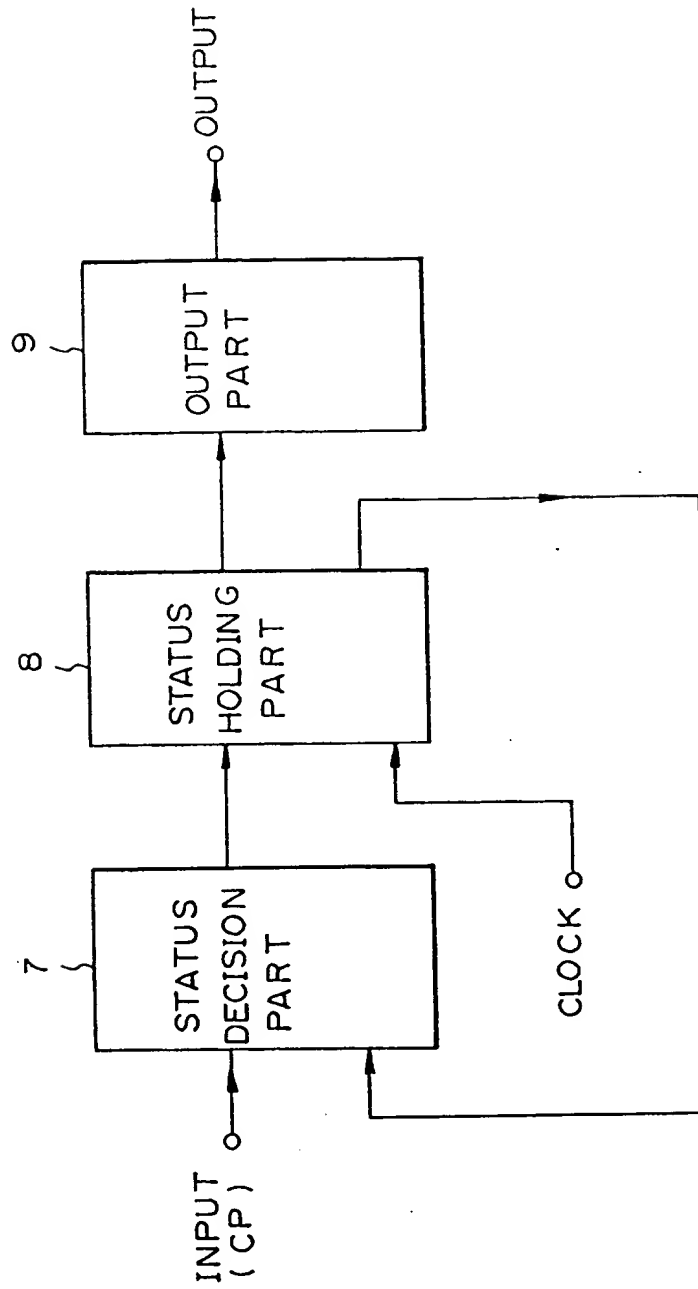 7
8
9
INPUT
(CP)
STATUS
DECISION
PART
STATUS
HOLDING
PART
OUTPUT
PART
OUTPUT
CLOCK